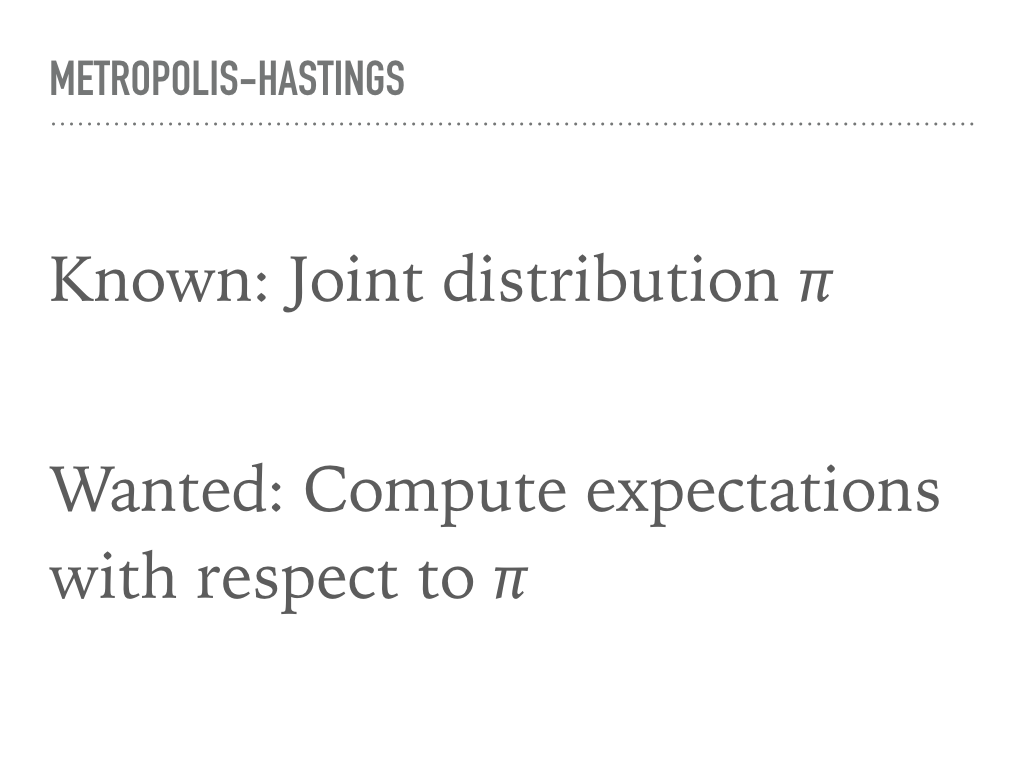 METROPOLIS-HASTINGS
Known: Joint distribution π
Wanted: Compute expectations
with respect to π